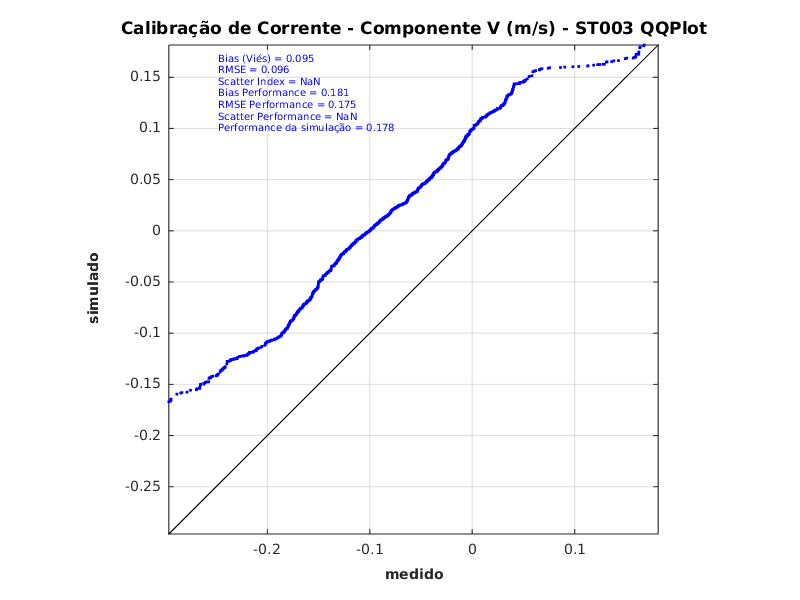 Calibração de Corrente - Componente V (m/s) - ST003 QQPlot
Bias (Viés) = 0.095
RMSE = 0.096
Scatter Index = NaN
Bias Performance = 0.181
RMSE Performance = 0.175
Scatter Performance = NaN
Performance da simulação = 0.178
0.15
0.1
0.05
0
-0.05
-0.1
-0.15
-0.2
-0.25
simulado
-0.2
-0.1
0
0.1
medido